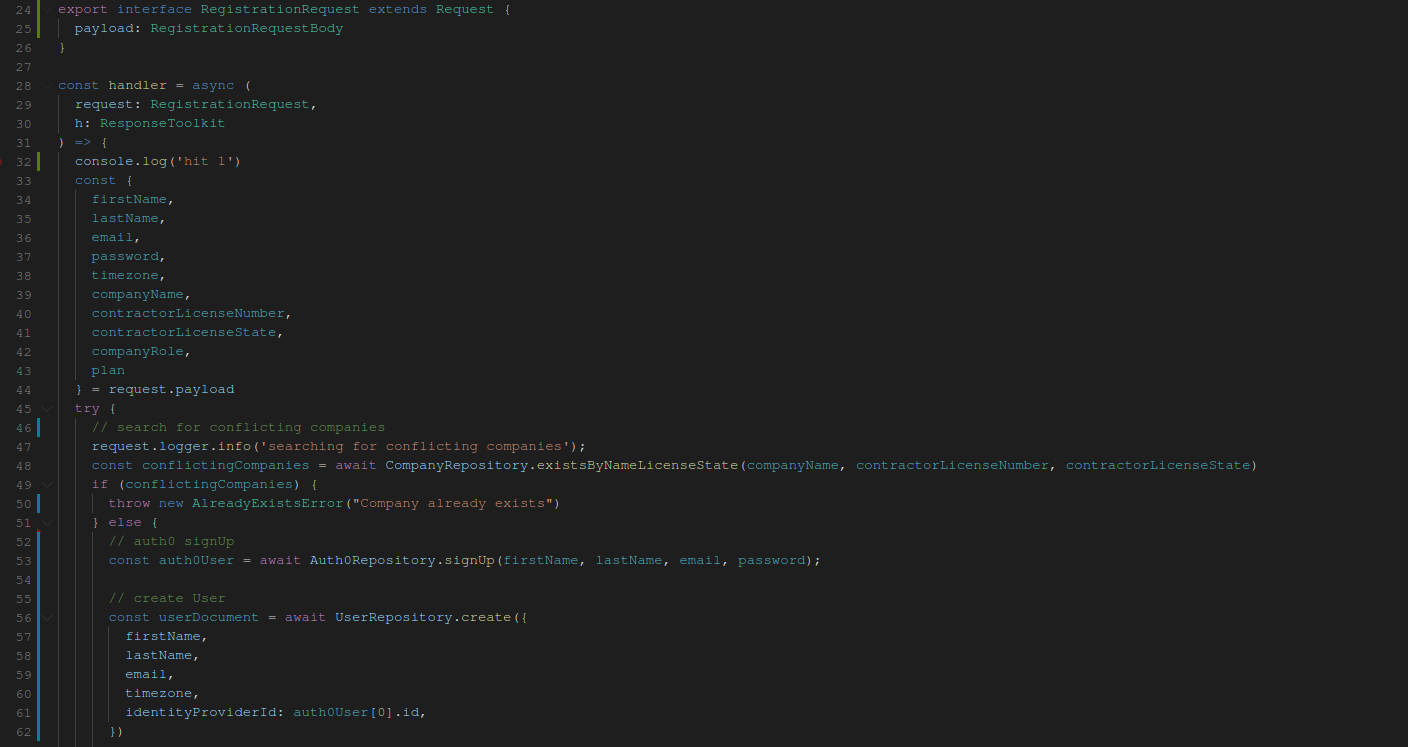 24 export interface RegistrationRequest extends Request {
25 payload: RegistrationRequestBody
26 }
27
28 const handler = async (
29 request: RegistrationRequest,
30 h: ResponseToolkit
31 ) => {
32 console.log('hit 1')
33 const {
34 firstName,
35 lastName,
36 email,
37 password,
38 timezone,
39 companyName,
40 contractorLicenseNumber,
41 contractorLicenseState,
42 companyRole,
43 plan
44 } = request.payload
45 try {
46 // search for conflicting companies
47 request.logger.info('searching for conflicting companies');
48 const conflictingCompanies = await CompanyRepository.existsByNameLicenseState(companyName, contractorLicenseNumber, contractorLicenseState)
49 if (conflictingCompanies) {
50 throw new AlreadyExistsError("Company already exists")
51 } else {
52 // auth0 signUp
53 const auth0User = await Auth0Repository.signUp(firstName, lastName, email, password);
54
55 // create User
56 const userDocument = await UserRepository.create({
57 firstName,
58 lastName,
59 email,
60 timezone,
61 identityProviderId: auth0User[0].id,
62 })